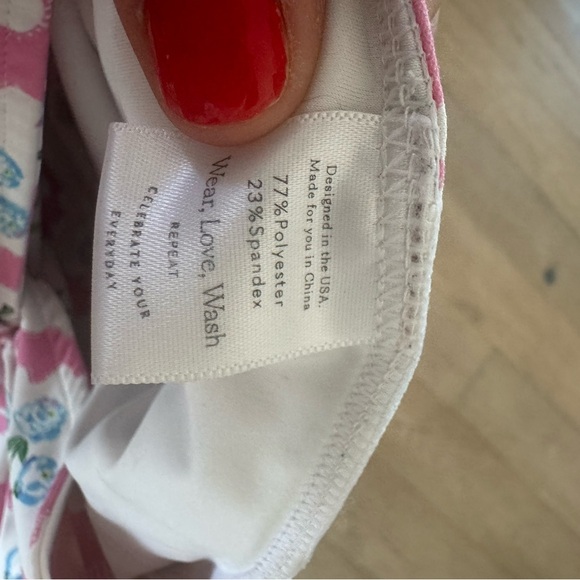 Designed in the USA.
Made for you in China
77%Polyester
23%Spandex
Wear, Love, Wash
REPEAT
CELEBRATE YOUR
EVERYDAY